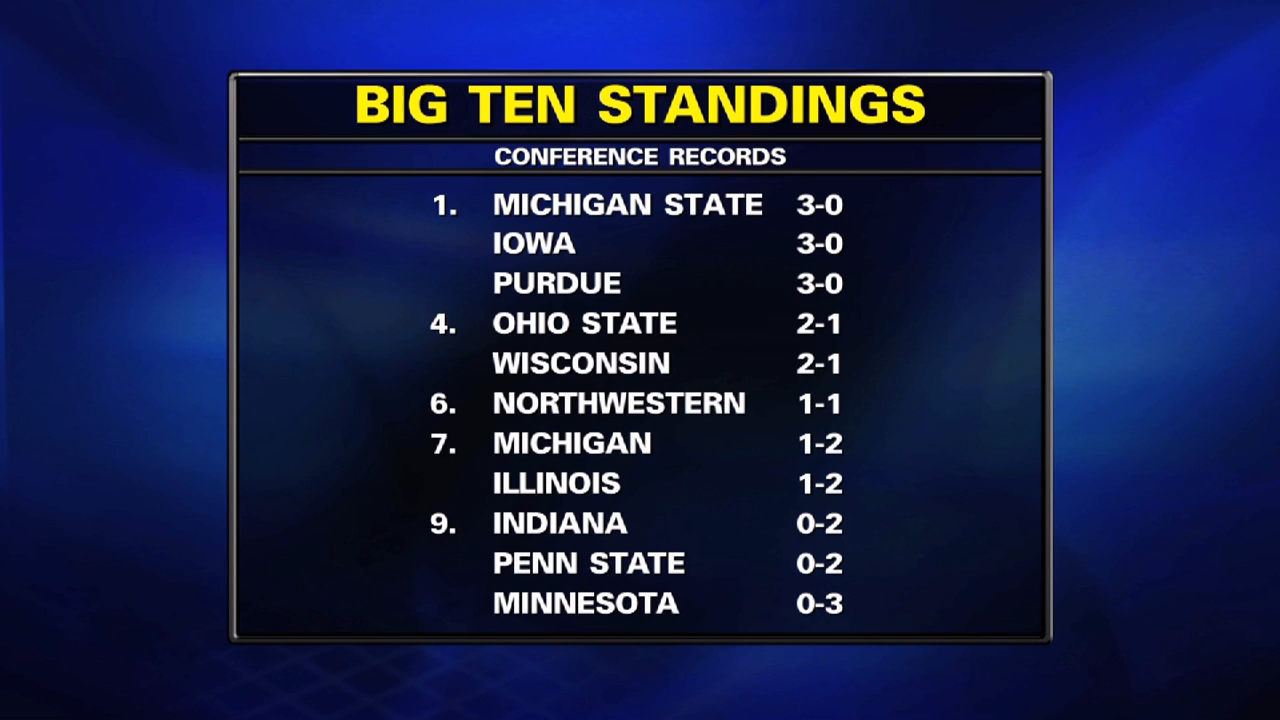 BIG TEN STANDINGS
CONFERENCE RECORDS
1. MICHIGAN STATE 3-0
IOWA 3-0
PURDUE 3-0
4. OHIO STATE 2-1
WISCONSIN 2-1
6. NORTHWESTERN 1-1
7. MICHIGAN 1-2
ILLINOIS 1-2
9. INDIANA 0-2
PENN STATE 0-2
MINNESOTA 0-3